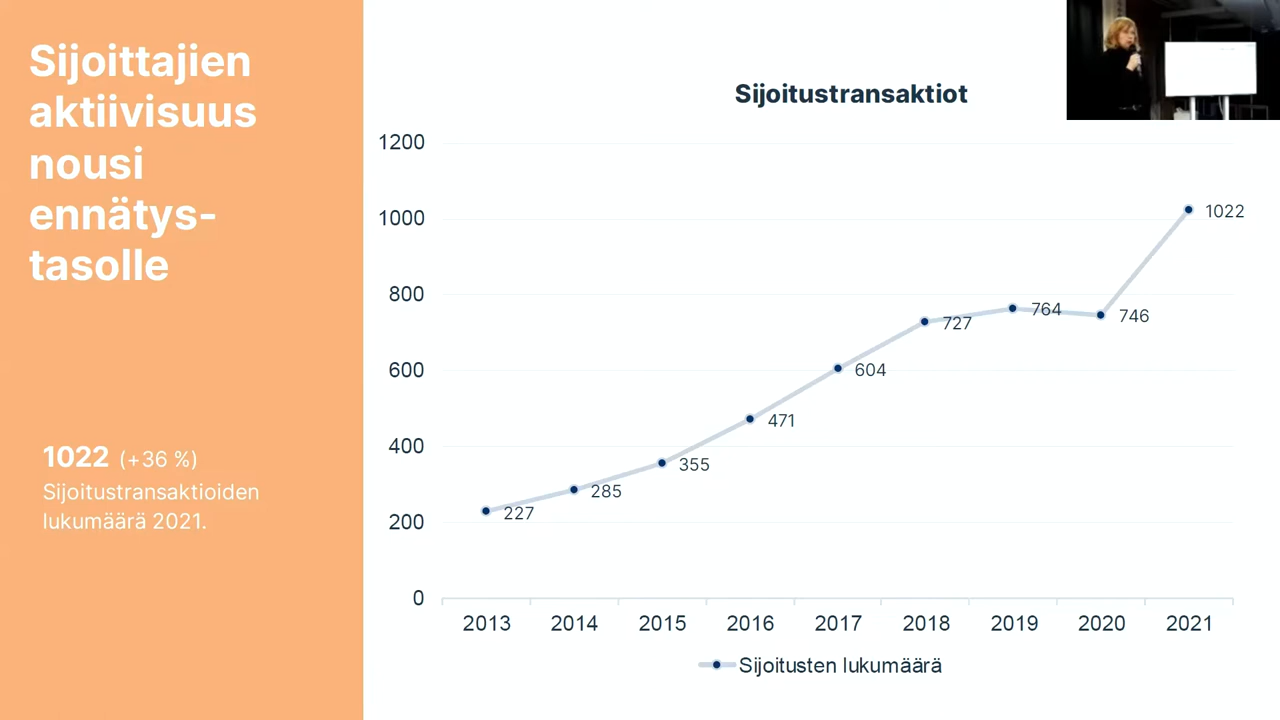 Sijoittajien
aktiivisuus
nousi
ennätys-
tasolle
1022 (+36 %)
Sijoitustransaktioiden
lukumäärä 2021.
Sijoitustransaktiot
1200
1000
800
600
400
200
0
227
285
355
471
604
727
764
746
1022
2013 2014 2015 2016 2017 2018 2019 2020 2021
Sijoitusten lukumäärä